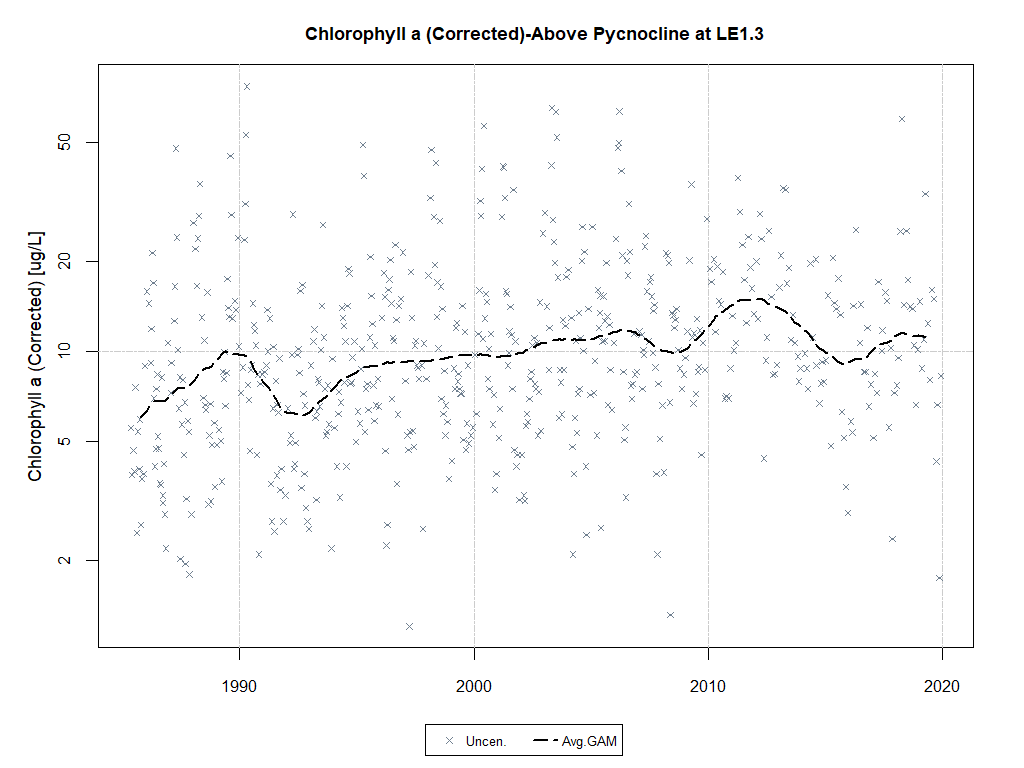 Chlorophyll a (Corrected)-Above Pycnocline at LE1.3
Chlorophyll a (Corrected) [ug/L]
50
20
10
5
2
1990
2000
2010
2020
Uncen.
Avg.GAM